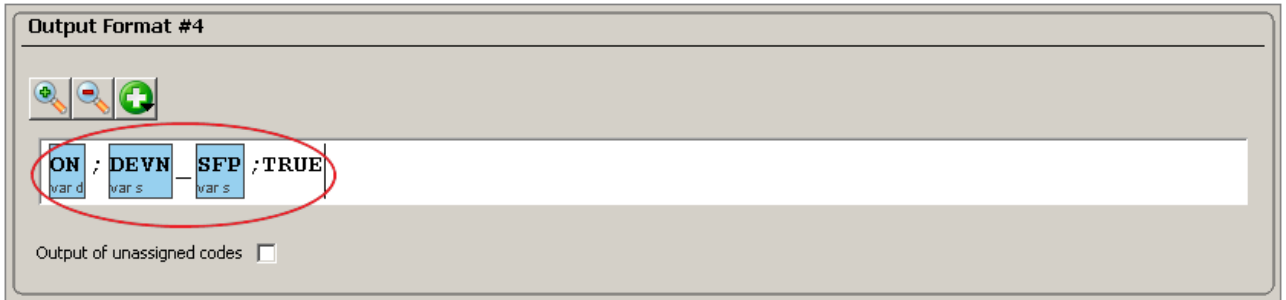 Output Format #4
ON ; DEVN _ SFP ;TRUE
var d var s var s
Output of unassigned codes